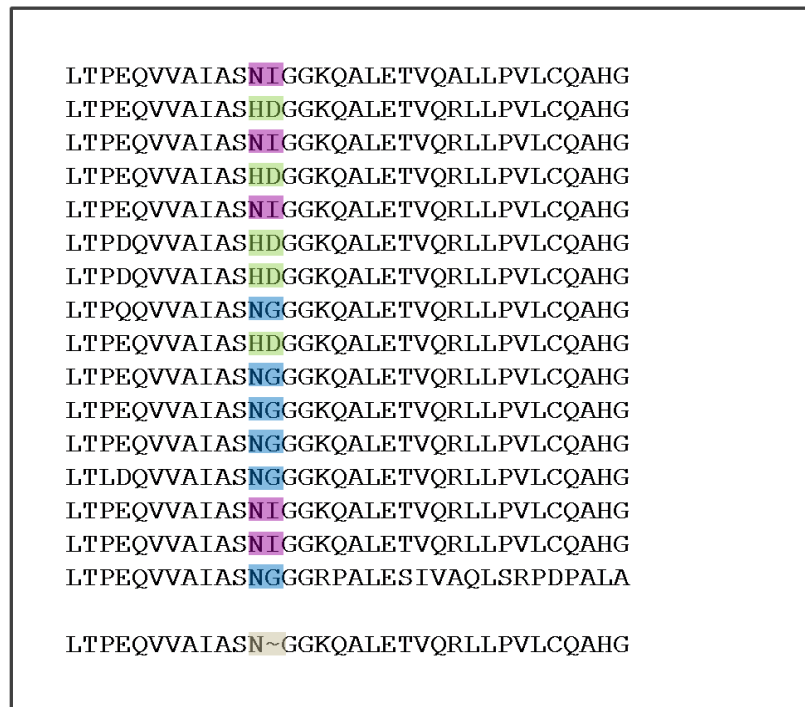 LTPEQVVAIASNIGGKQALETVQALLPVLCQAHG
LTPEQVVAIASHDGGKQALETVQRLLPVLCQAHG
LTPEQVVAIASNIGGKQALETVQRLLPVLCQAHG
LTPEQVVAIASHDGGKQALETVQRLLPVLCQAHG
LTPEQVVAIASNIGGKQALETVQRLLPVLCQAHG
LTPDQVVAIASHDGGKQALETVQRLLPVLCQAHG
LTPDQVVAIASHDGGKQALETVQRLLPVLCQAHG
LTPQQVVAIASNGGGKQALETVQRLLPVLCQAHG
LTPEQVVAIASHDGGKQALETVQRLLPVLCQAHG
LTPEQVVAIASNGGGKQALETVQRLLPVLCQAHG
LTPEQVVAIASNGGGKQALETVQRLLPVLCQAHG
LTPEQVVAIASNGGGKQALETVQRLLPVLCQAHG
LTLDQVVAIASNGGGKQALETVQRLLPVLCQAHG
LTPEQVVAIASNIGGKQALETVQRLLPVLCQAHG
LTPEQVVAIASNIGGKQALETVQRLLPVLCQAHG
LTPEQVVAIASNGGGRPALESIVAQLSRPDPALA
LTPEQVVAIASN~GGKQALETVQRLLPVLCQAHG